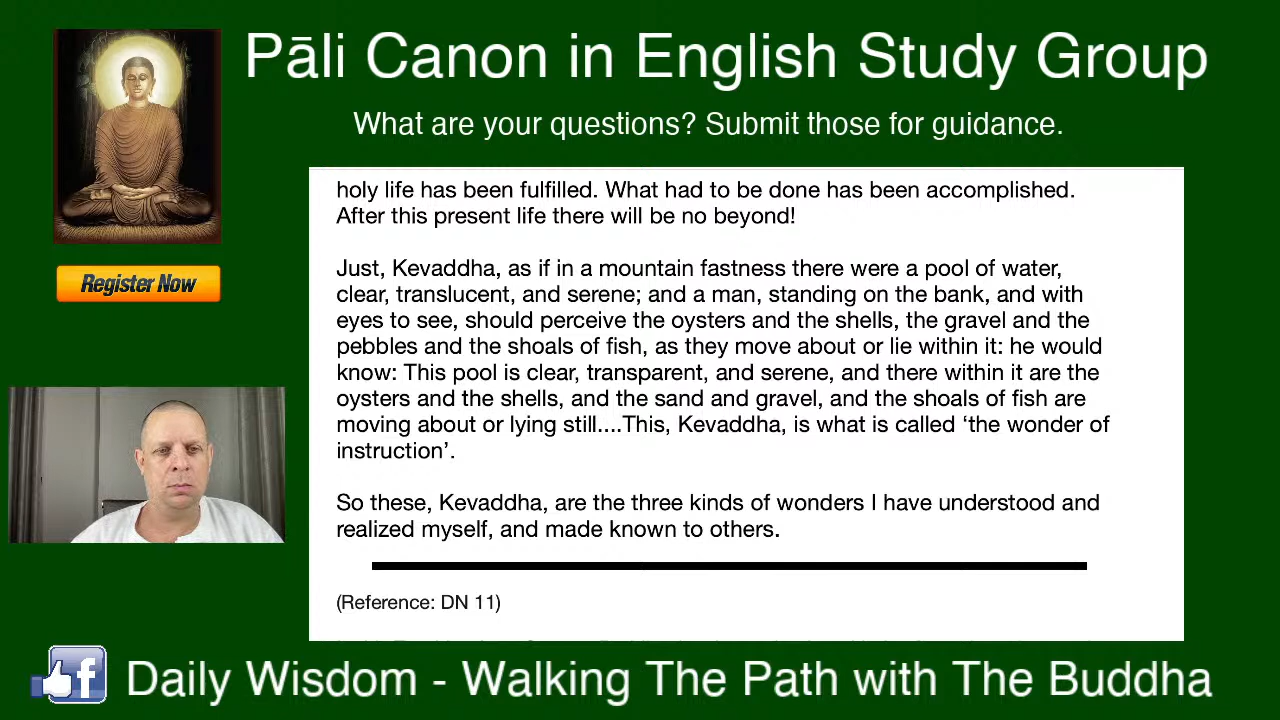 Pāli Canon in English Study Group
What are your questions? Submit those for guidance.
Register Now
holy life has been fulfilled. What had to be done has been accomplished.
After this present life there will be no beyond!
Just, Kevaddha, as if in a mountain fastness there were a pool of water,
clear, translucent, and serene; and a man, standing on the bank, and with
eyes to see, should perceive the oysters and the shells, the gravel and the
pebbles and the shoals of fish, as they move about or lie within it: he would
know: This pool is clear, transparent, and serene, and there within it are the
oysters and the shells, and the sand and gravel, and the shoals of fish are
moving about or lying still....This, Kevaddha, is what is called ‘the wonder of
instruction’.
So these, Kevaddha, are the three kinds of wonders I have understood and
realized myself, and made known to others.
(Reference: DN 11)
f
Daily Wisdom - Walking The Path with The Buddha